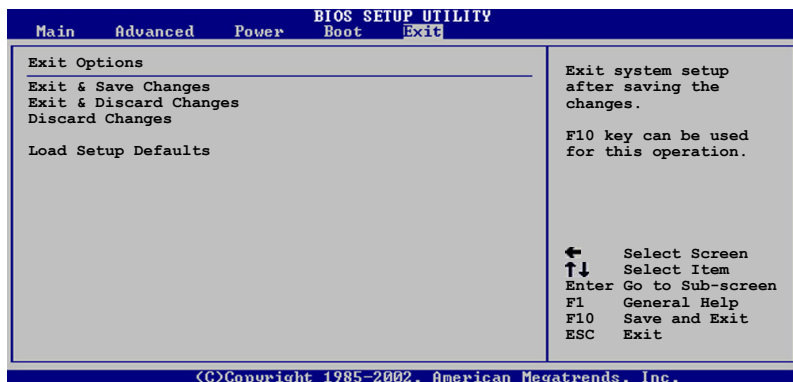 BIOS SETUP UTILITY
Main Advanced Power Boot Exit
Exit Options
Exit & Save Changes
Exit & Discard Changes
Discard Changes
Load Setup Defaults
Exit system setup
after saving the
changes.
F10 key can be used
for this operation.
← Select Screen
↑↓ Select Item
Enter Go to Sub-screen
F1 General Help
F10 Save and Exit
ESC Exit
(C)Copyright 1985-2002, American Megatrends, Inc.